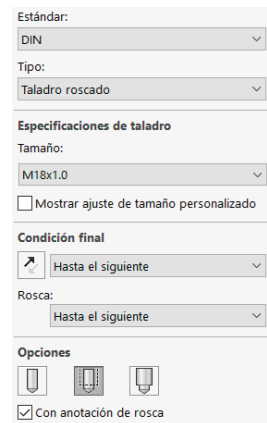 Estándar:
DIN
Tipo:
Taladro roscado
Especificaciones de taladro
Tamaño:
M18x1.0
Mostrar ajuste de tamaño personalizado
Condición final
Hasta el siguiente
Rosca:
Hasta el siguiente
Opciones
Con anotación de rosca